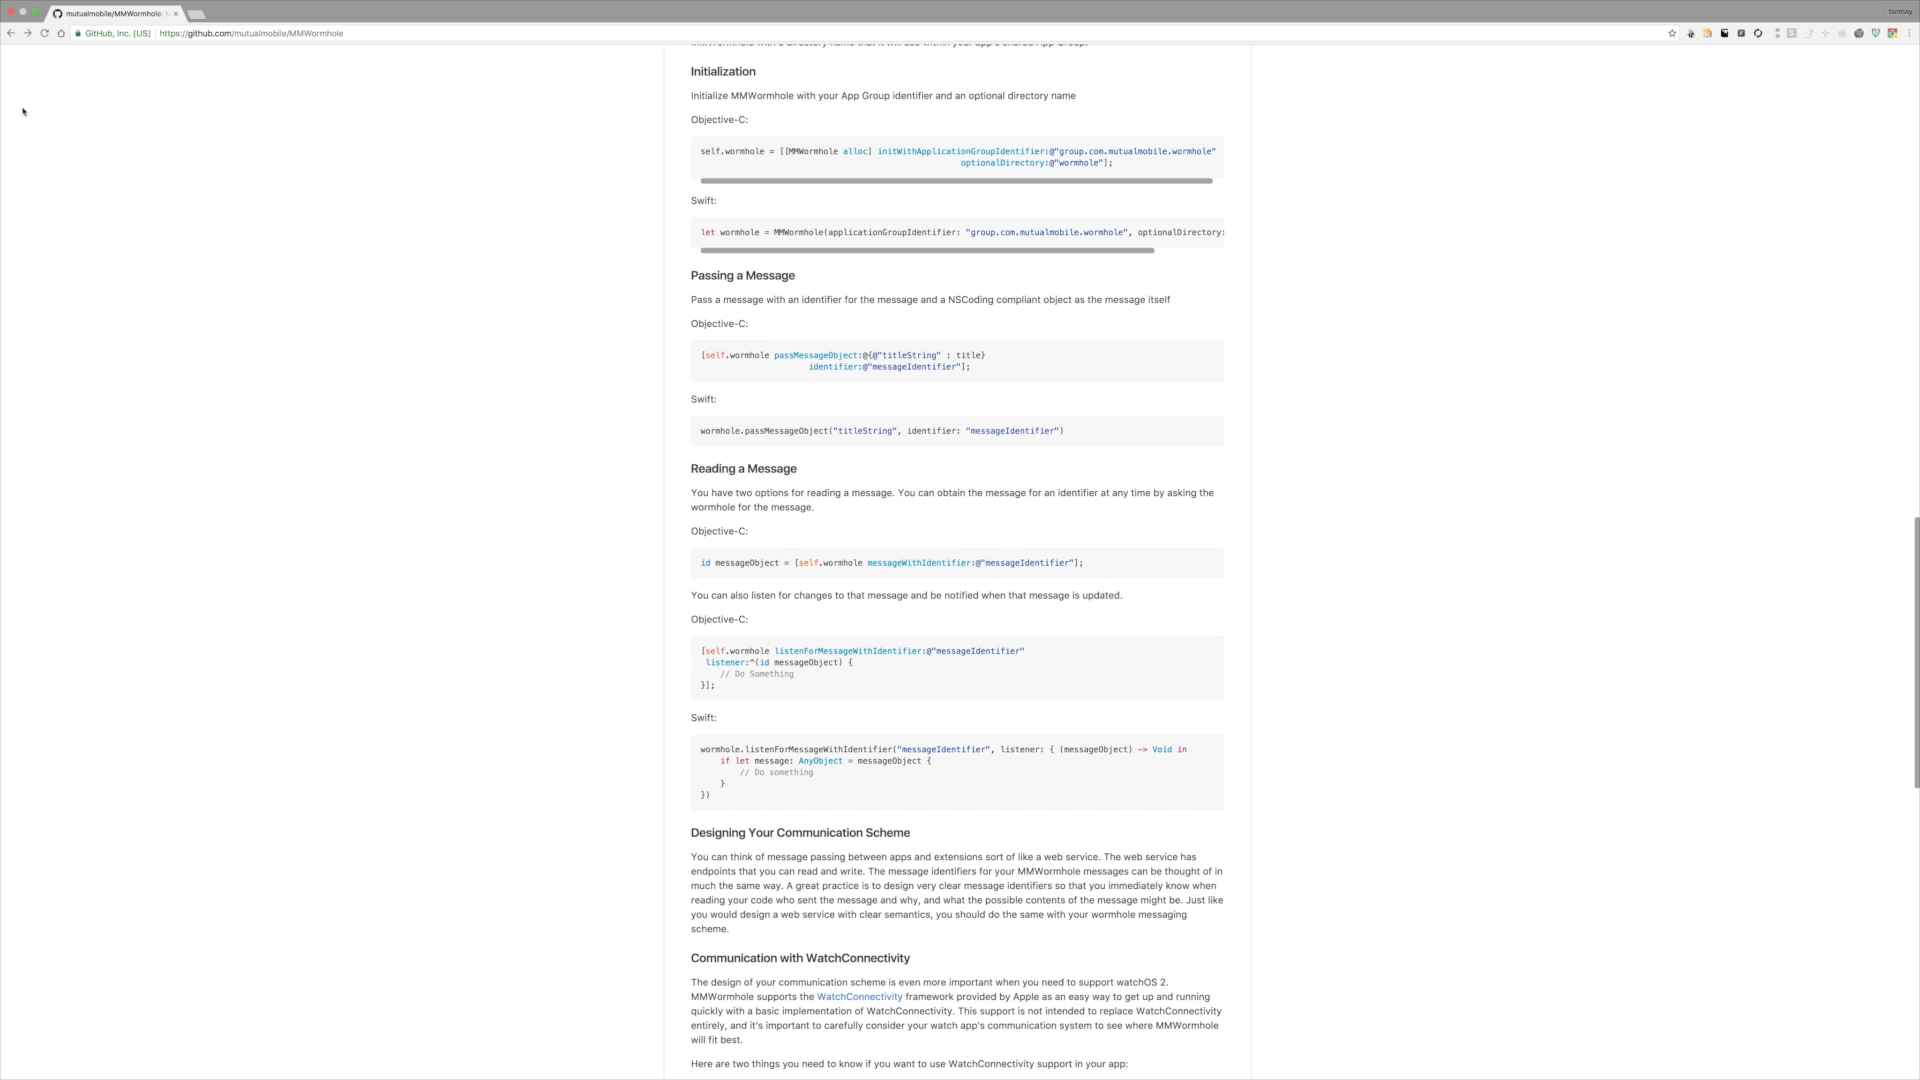 mutualmobile/MMWormhole:
tanmay
GitHub, Inc. [US]
https://github.com/mutualmobile/MMWormhole
MMWormhole with a directory name that it will use within your app's shared App Group.
Initialization
Initialize MMWormhole with your App Group identifier and an optional directory name
Objective-C:
self.wormhole = [[MMWormhole alloc] initWithApplicationGroupIdentifier:@"group.com.mutualmobile.wormhole"
optionalDirectory:@"wormhole"];
Swift:
let wormhole = MMWormhole(applicationGroupIdentifier: "group.com.mutualmobile.wormhole", optionalDirectory:
Passing a Message
Pass a message with an identifier for the message and a NSCoding compliant object as the message itself
Objective-C:
[self.wormhole passMessageObject:@{@"titleString" : title}
identifier:@"messageIdentifier"];
Swift:
wormhole.passMessageObject("titleString", identifier: "messageIdentifier")
Reading a Message
You have two options for reading a message. You can obtain the message for an identifier at any time by asking the
wormhole for the message.
Objective-C:
id messageObject = [self.wormhole messageWithIdentifier:@"messageIdentifier"];
You can also listen for changes to that message and be notified when that message is updated.
Objective-C:
[self.wormhole listenForMessageWithIdentifier:@"messageIdentifier"
listener:^(id messageObject) {
// Do Something
}];
Swift:
wormhole.listenForMessageWithIdentifier("messageIdentifier", listener: { (messageObject) -> Void in
if let message: AnyObject = messageObject {
// Do something
}
})
Designing Your Communication Scheme
You can think of message passing between apps and extensions sort of like a web service. The web service has
endpoints that you can read and write. The message identifiers for your MMWormhole messages can be thought of in
much the same way. A great practice is to design very clear message identifiers so that you immediately know when
reading your code who sent the message and why, and what the possible contents of the message might be. Just like
you would design a web service with clear semantics, you should do the same with your wormhole messaging
scheme.
Communication with WatchConnectivity
The design of your communication scheme is even more important when you need to support watchOS 2.
MMWormhole supports the WatchConnectivity framework provided by Apple as an easy way to get up and running
quickly with a basic implementation of WatchConnectivity. This support is not intended to replace WatchConnectivity
entirely, and it's important to carefully consider your watch app's communication system to see where MMWormhole
will fit best.
Here are two things you need to know if you want to use WatchConnectivity support in your app: